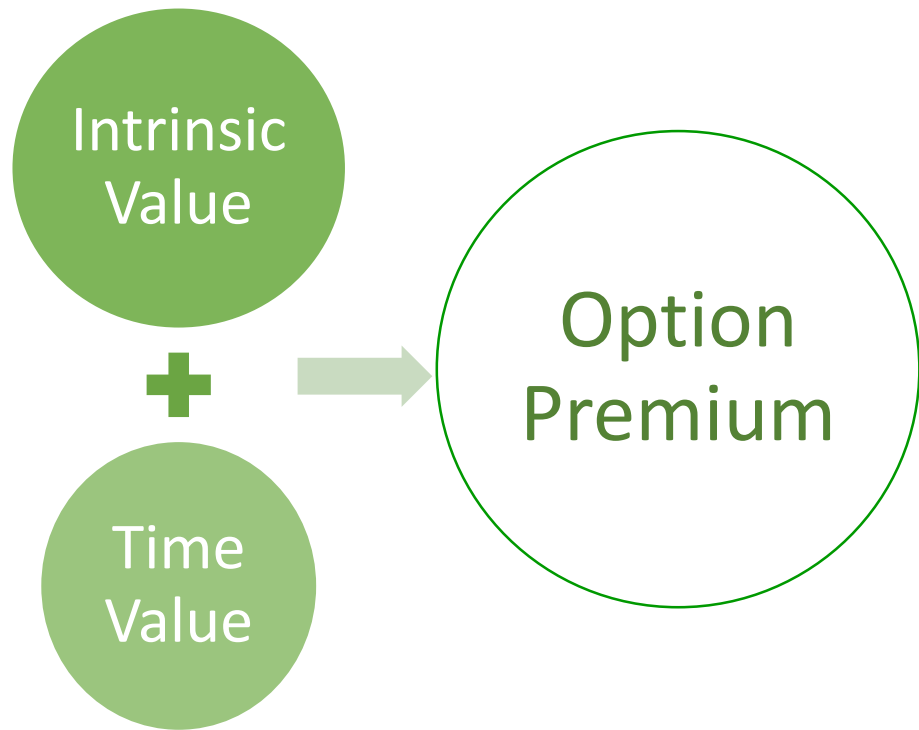 Intrinsic
Value
Time
Value
Option
Premium